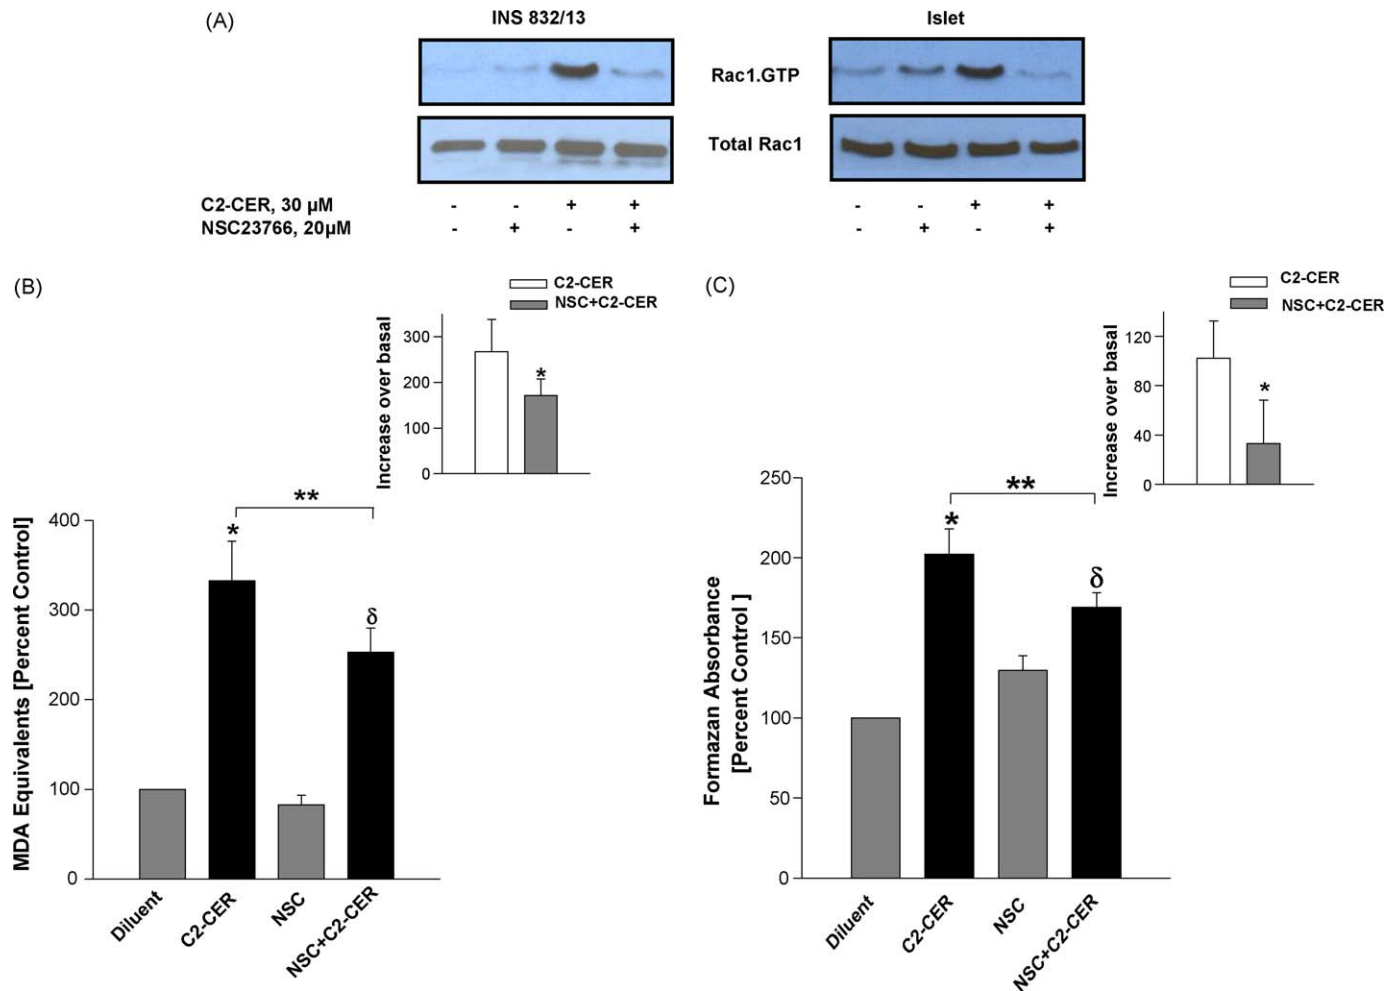 (A)
INS 832/13
Islet
Rac1.GTP
Total Rac1
C2-CER, 30 µM - - + + - - + +
NSC23766, 20µM - + - + - + - +
(B)
C2-CER
NSC+C2-CER
Increase over basal
300
200
100
0
*
MDA Equivalents [Percent Control]
400
300
200
100
0
*
**
δ
Diluent
C2-CER
NSC
NSC+C2-CER
(C)
C2-CER
NSC+C2-CER
Increase over basal
120
80
40
0
*
Formazan Absorbance
[Percent Control ]
250
200
150
100
50
0
*
**
δ
Diluent
C2-CER
NSC
NSC+C2-CER